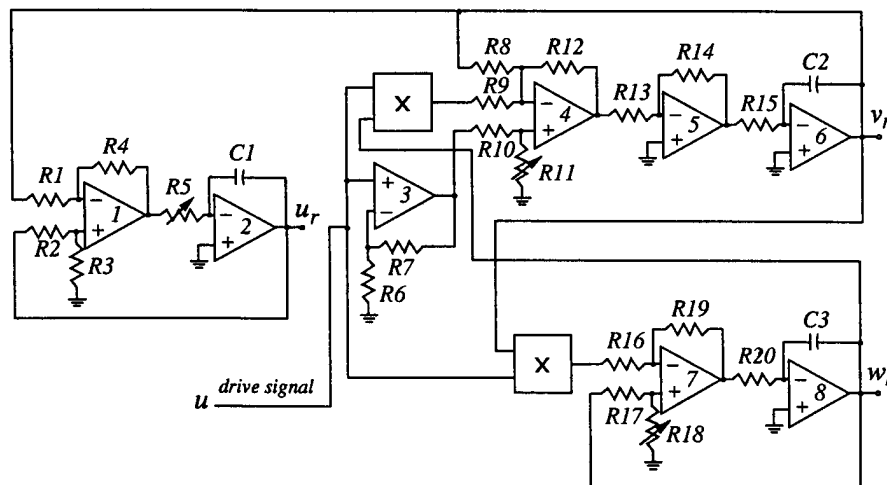 R8
R12
R14
C2
R9
R13
R15
X
4
5
6
v
R10
R11
R4
C1
R1
R5
3
1
2
u_r
R2
R3
R7
R6
R19
C3
R16
R20
drive signal
X
7
8
w
u
R17
R18